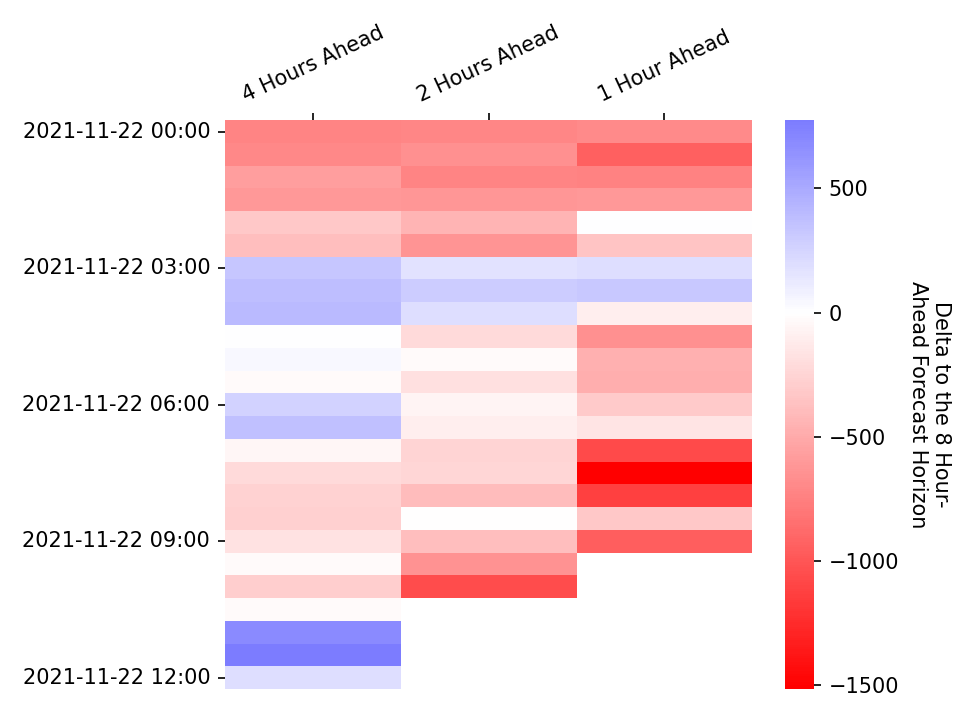 4 Hours Ahead
2 Hours Ahead
1 Hour Ahead
2021-11-22 00:00
2021-11-22 03:00
2021-11-22 06:00
2021-11-22 09:00
2021-11-22 12:00
500
0
−500
−1000
−1500
Delta to the 8 Hour-
Ahead Forecast Horizon